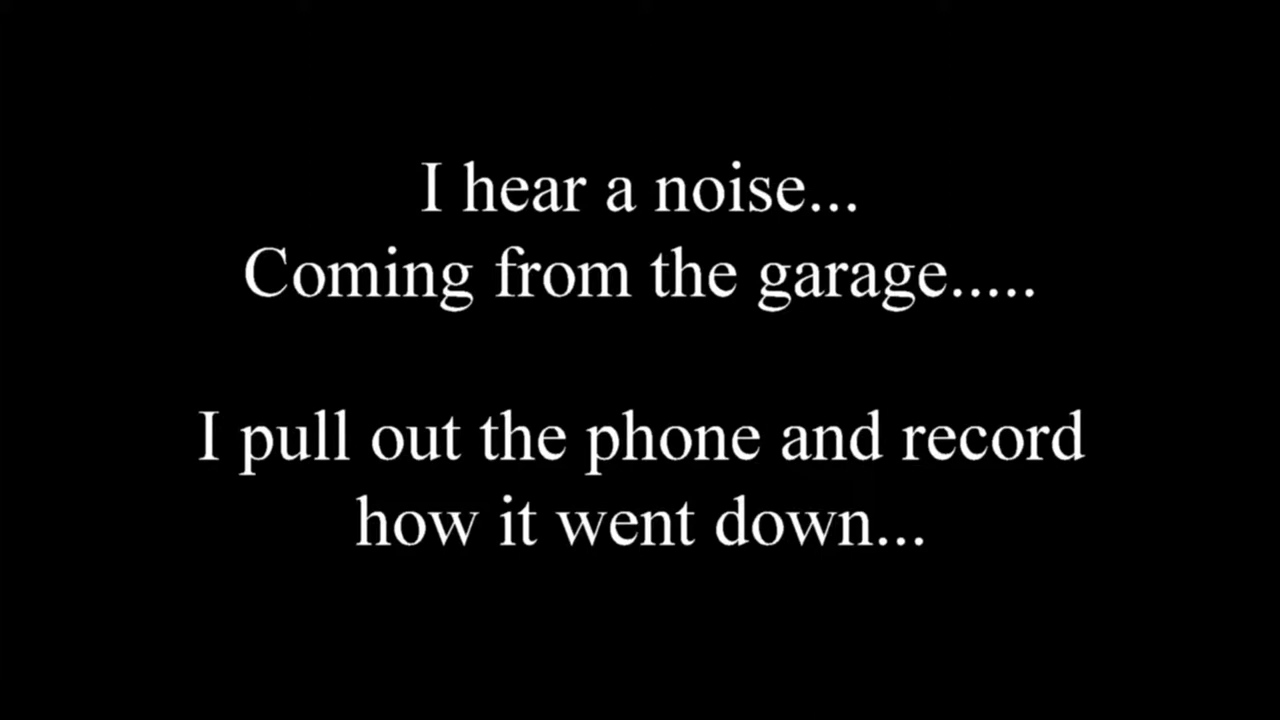 I hear a noise...
Coming from the garage.....
I pull out the phone and record
how it went down...